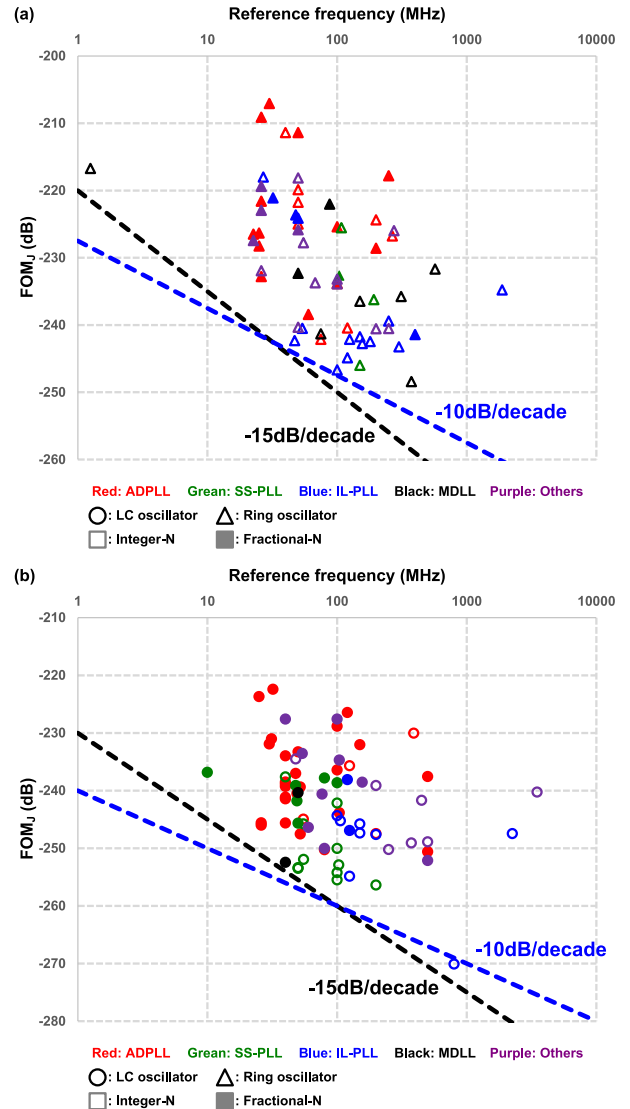 (a)
Reference frequency (MHz)
1 10 100 1000 10000
-200
-210
-220
-230
-240
-250
-260
FOMJ (dB)
-10dB/decade
-15dB/decade
Red: ADPLL Grean: SS-PLL Blue: IL-PLL Black: MDLL Purple: Others
: LC oscillator : Ring oscillator
: Integer-N : Fractional-N
(b)
Reference frequency (MHz)
1 10 100 1000 10000
-210
-220
-230
-240
-250
-260
-270
-280
FOMJ (dB)
-10dB/decade
-15dB/decade
Red: ADPLL Green: SS-PLL Blue: IL-PLL Black: MDLL Purple: Others
: LC oscillator : Ring oscillator
: Integer-N : Fractional-N